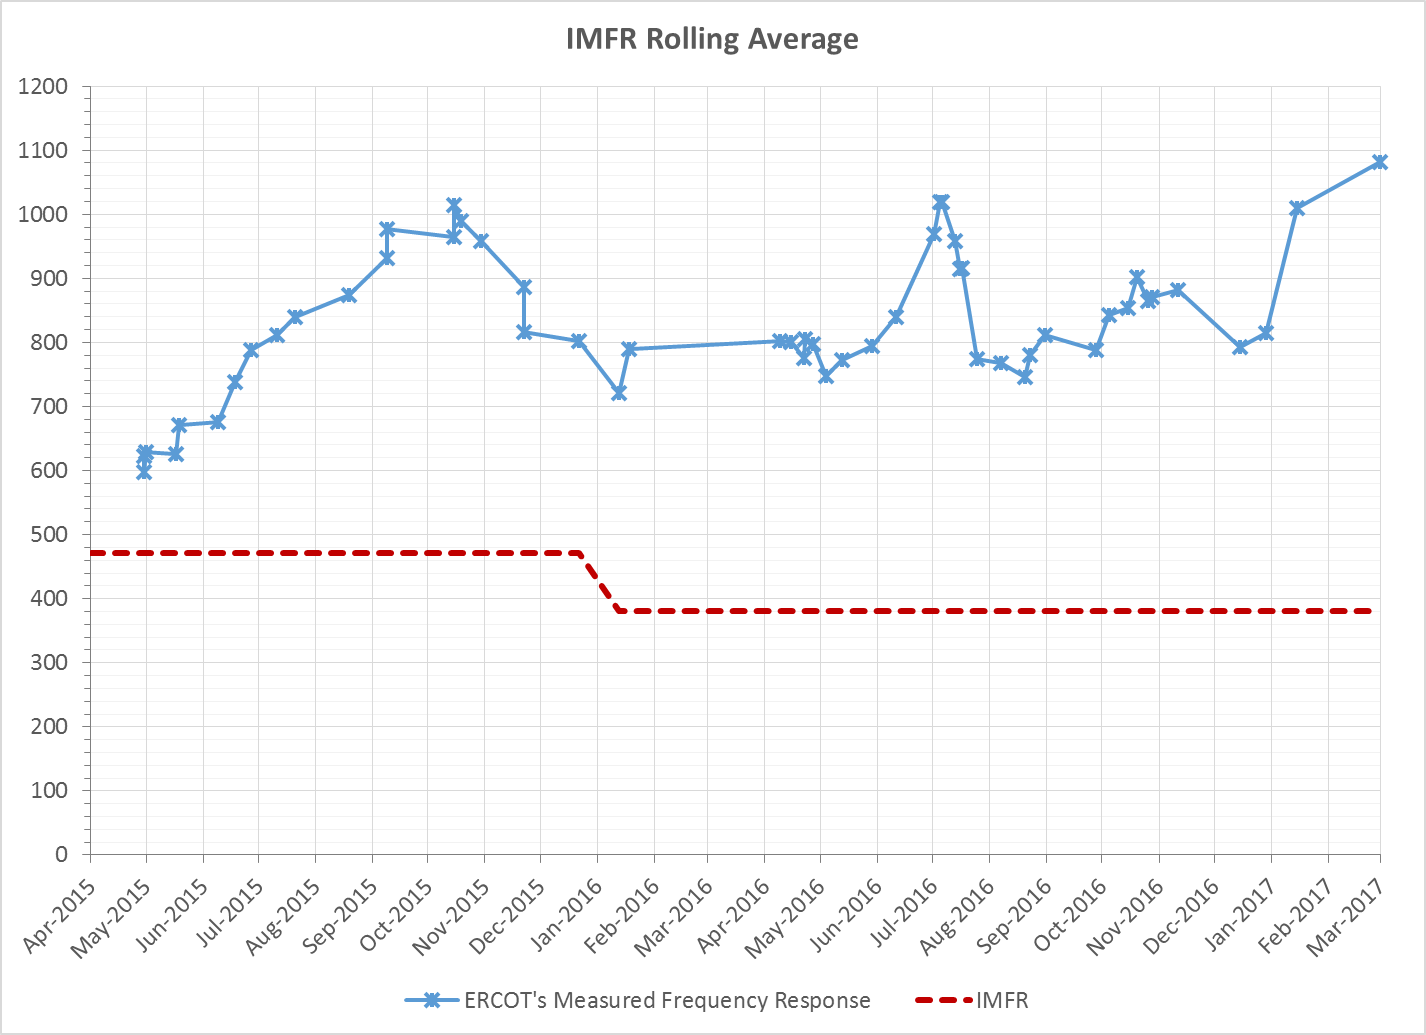 IMFR Rolling Average
1200
1100
1000
900
800
700
600
500
400
300
200
100
0
Apr-2015
May-2015
Jun-2015
Jul-2015
Aug-2015
Sep-2015
Oct-2015
Nov-2015
Dec-2015
Jan-2016
Feb-2016
Mar-2016
Apr-2016
May-2016
Jun-2016
Jul-2016
Aug-2016
Sep-2016
Oct-2016
Nov-2016
Dec-2016
Jan-2017
Feb-2017
Mar-2017
ERCOT's Measured Frequency Response
IMFR